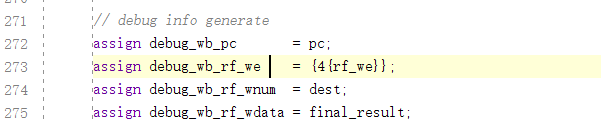 271 // debug info generate
272 assign debug_wb_pc = pc;
273 assign debug_wb_rf_we = {4{rf_we}};
274 assign debug_wb_rf_wnum = dest;
275 assign debug_wb_rf_wdata = final_result;